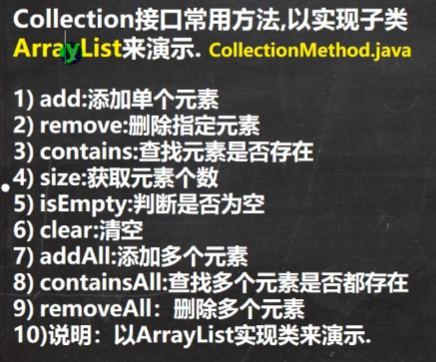 Collection接口常用方法,以实现子类
ArrayList来演示. CollectionMethod.java
1) add:添加单个元素
2) remove:删除指定元素
3) contains:查找元素是否存在
4) size:获取元素个数
5) isEmpty:判断是否为空
6) clear:清空
7) addAll:添加多个元素
8) containsAll:查找多个元素是否都存在
9) removeAll：删除多个元素
10)说明：以ArrayList实现类来演示.